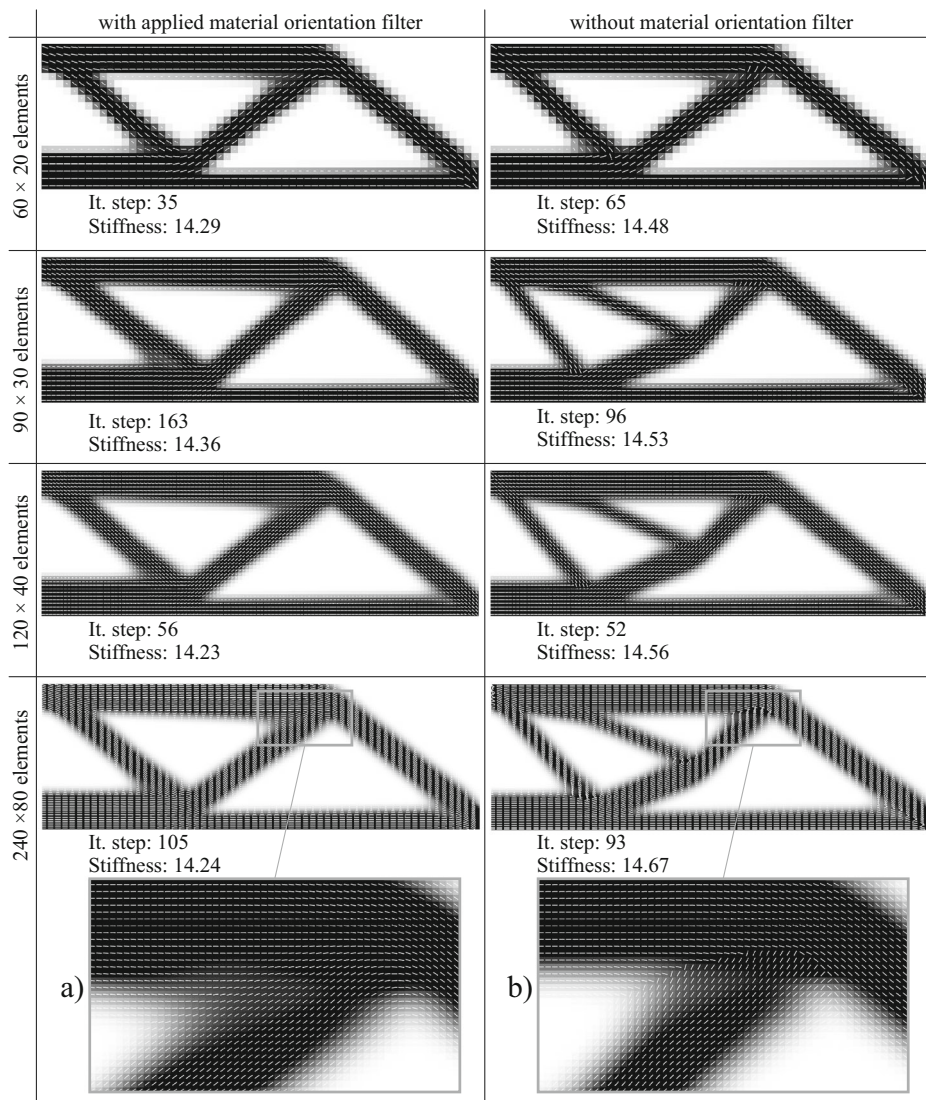 with applied material orientation filter
without material orientation filter
60 × 20 elements
It. step: 35
Stiffness: 14.29
It. step: 65
Stiffness: 14.48
90 × 30 elements
It. step: 163
Stiffness: 14.36
It. step: 96
Stiffness: 14.53
120 × 40 elements
It. step: 56
Stiffness: 14.23
It. step: 52
Stiffness: 14.56
240 ×80 elements
It. step: 105
Stiffness: 14.24
It. step: 93
Stiffness: 14.67
a)
b)